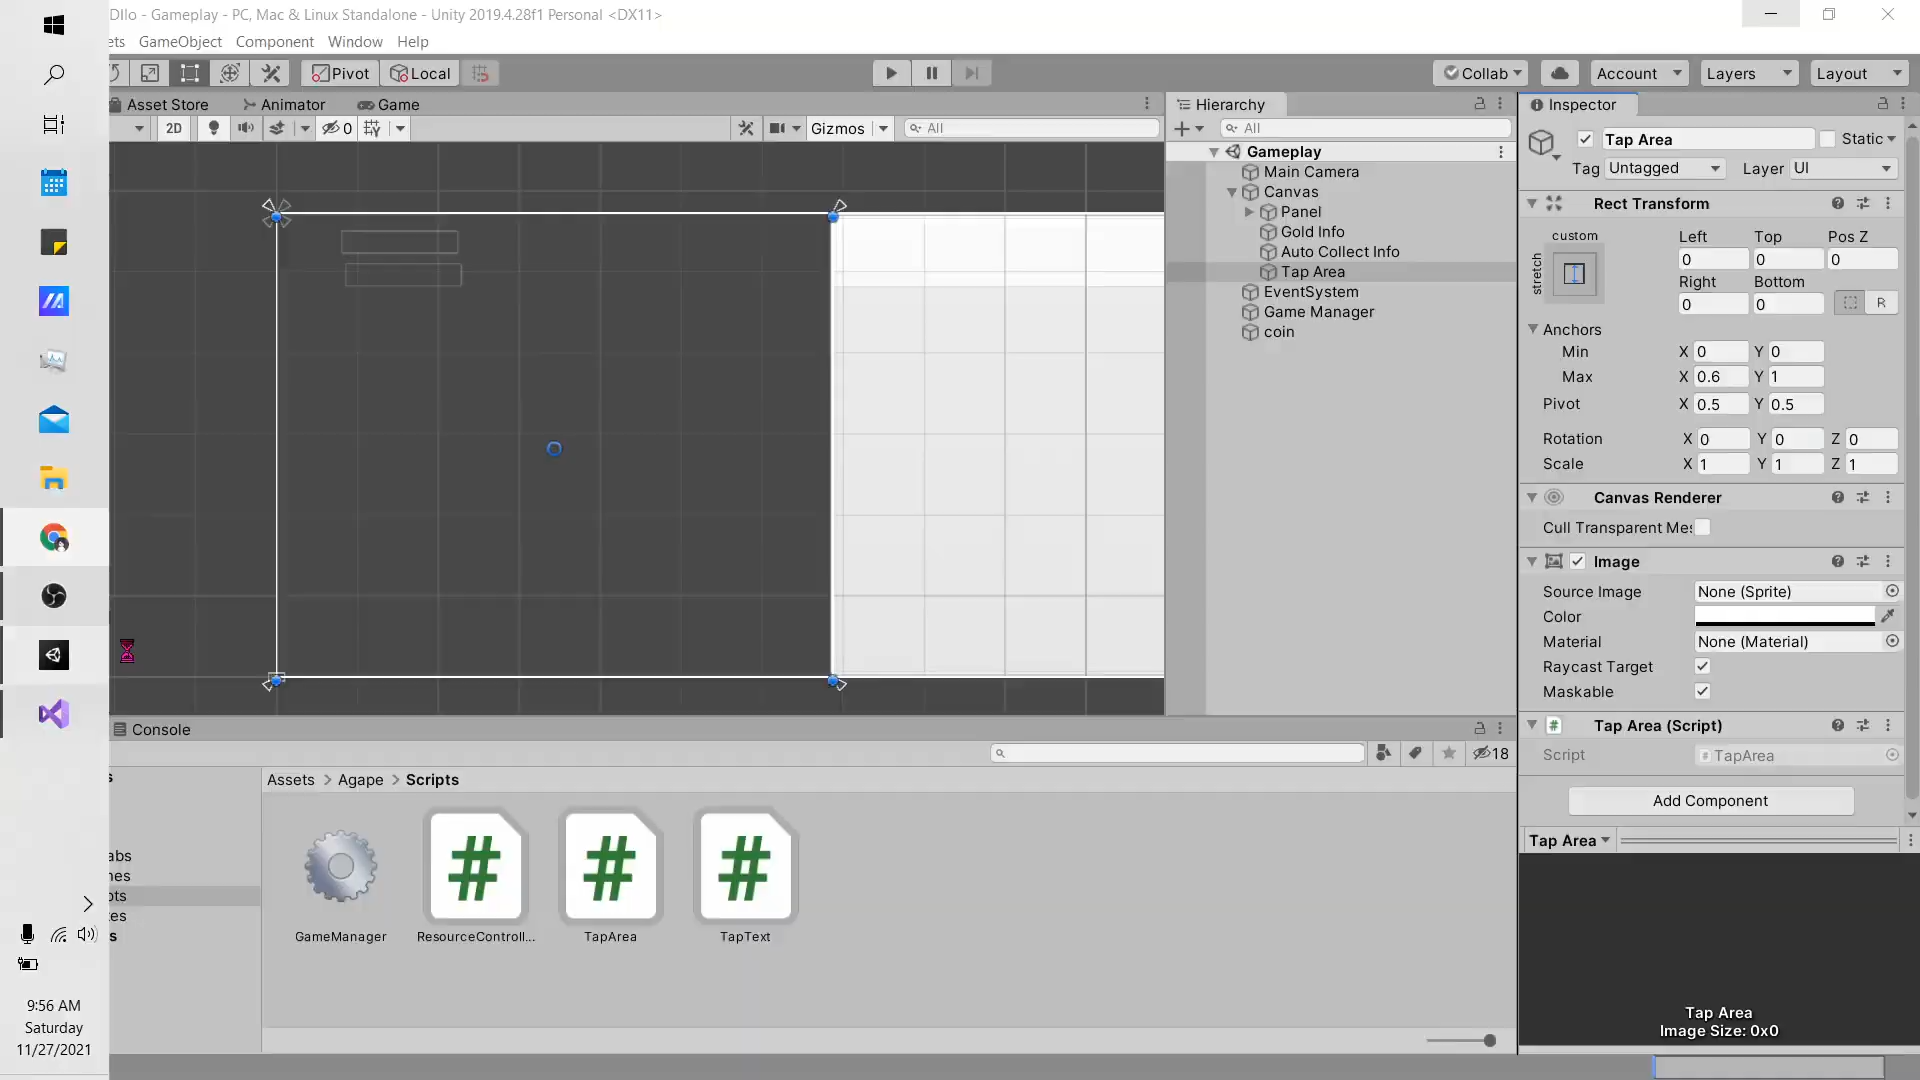 Dllo - Gameplay - PC, Mac & Linux Standalone - Unity 2019.4.28f1 Personal <DX11>
ets GameObject Component Window Help
Pivot Local Collab Account Layers Layout
Asset Store Animator Game
2D 0 Gizmos All
Hierarchy
All
Gameplay
Main Camera
Canvas
Panel
Gold Info
Auto Collect Info
Tap Area
EventSystem
Game Manager
coin
Inspector
Tap Area Static
Tag Untagged Layer UI
Rect Transform
custom Left Top Pos Z
stretch 0 0 0
Right Bottom
0 0 R
Anchors
Min X 0 Y 0
Max X 0.6 Y 1
Pivot X 0.5 Y 0.5
Rotation X 0 Y 0 Z 0
Scale X 1 Y 1 Z 1
Canvas Renderer
Cull Transparent Mes
# Image
Source Image None (Sprite)
Color
Material None (Material)
Raycast Target
Maskable
# Tap Area (Script)
Script # TapArea
Add Component
Tap Area
Tap Area
Image Size: 0x0
Console
18
Assets > Agape > Scripts
s
abs
nes
pts
tes
s
# # #
GameManager ResourceControll... TapArea TapText
9:56 AM
Saturday
11/27/2021